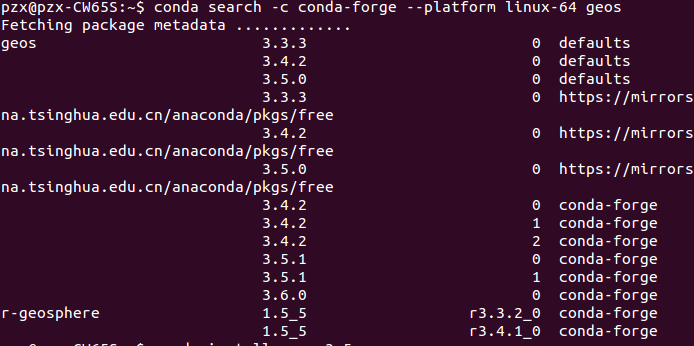 pzx@pzx-CW65S:~$ conda search -c conda-forge --platform linux-64 geos
Fetching package metadata .............
geos 3.3.3 0 defaults
3.4.2 0 defaults
3.5.0 0 defaults
3.3.3 0 https://mirrors
na.tsinghua.edu.cn/anaconda/pkgs/free
3.4.2 0 https://mirrors
na.tsinghua.edu.cn/anaconda/pkgs/free
3.5.0 0 https://mirrors
na.tsinghua.edu.cn/anaconda/pkgs/free
3.4.2 0 conda-forge
3.4.2 1 conda-forge
3.4.2 2 conda-forge
3.5.1 0 conda-forge
3.5.1 1 conda-forge
3.6.0 0 conda-forge
r-geosphere 1.5_5 r3.3.2_0 conda-forge
1.5_5 r3.4.1_0 conda-forge